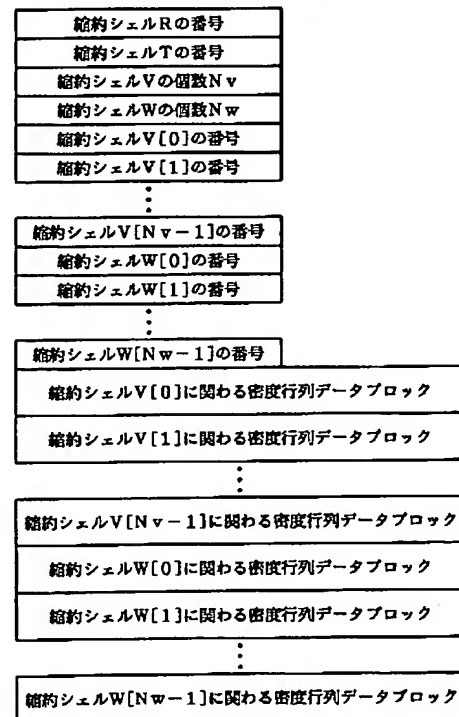 縮約シェルRの番号
縮約シェルTの番号
縮約シェルVの個数Nv
縮約シェルWの個数Nw
縮約シェルV[0]の番号
縮約シェルV[1]の番号
縮約シェルV[Nv-1]の番号
縮約シェルW[0]の番号
縮約シェルW[1]の番号
縮約シェルW[Nw-1]の番号
縮約シェルV[0]に関わる密度行列データブロック
縮約シェルV[1]に関わる密度行列データブロック
縮約シェルV[Nv-1]に関わる密度行列データブロック
縮約シェルW[0]に関わる密度行列データブロック
縮約シェルW[1]に関わる密度行列データブロック
縮約シェルW[Nw-1]に関わる密度行列データブロック